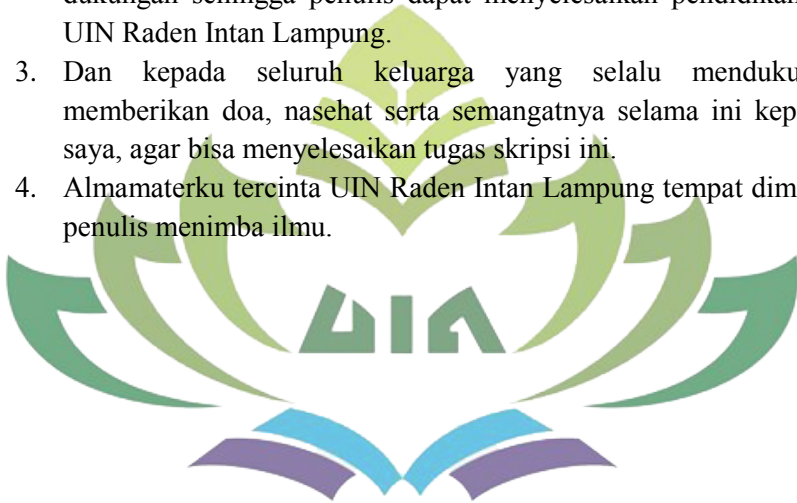 dukungan sehingga penulis dapat menyelesaikan pendidikan
UIN Raden Intan Lampung.
3. Dan kepada seluruh keluarga yang selalu menduku
memberikan doa, nasehat serta semangatnya selama ini kep
saya, agar bisa menyelesaikan tugas skripsi ini.
4. Almamaterku tercinta UIN Raden Intan Lampung tempat dim
penulis menimba ilmu.
UIN